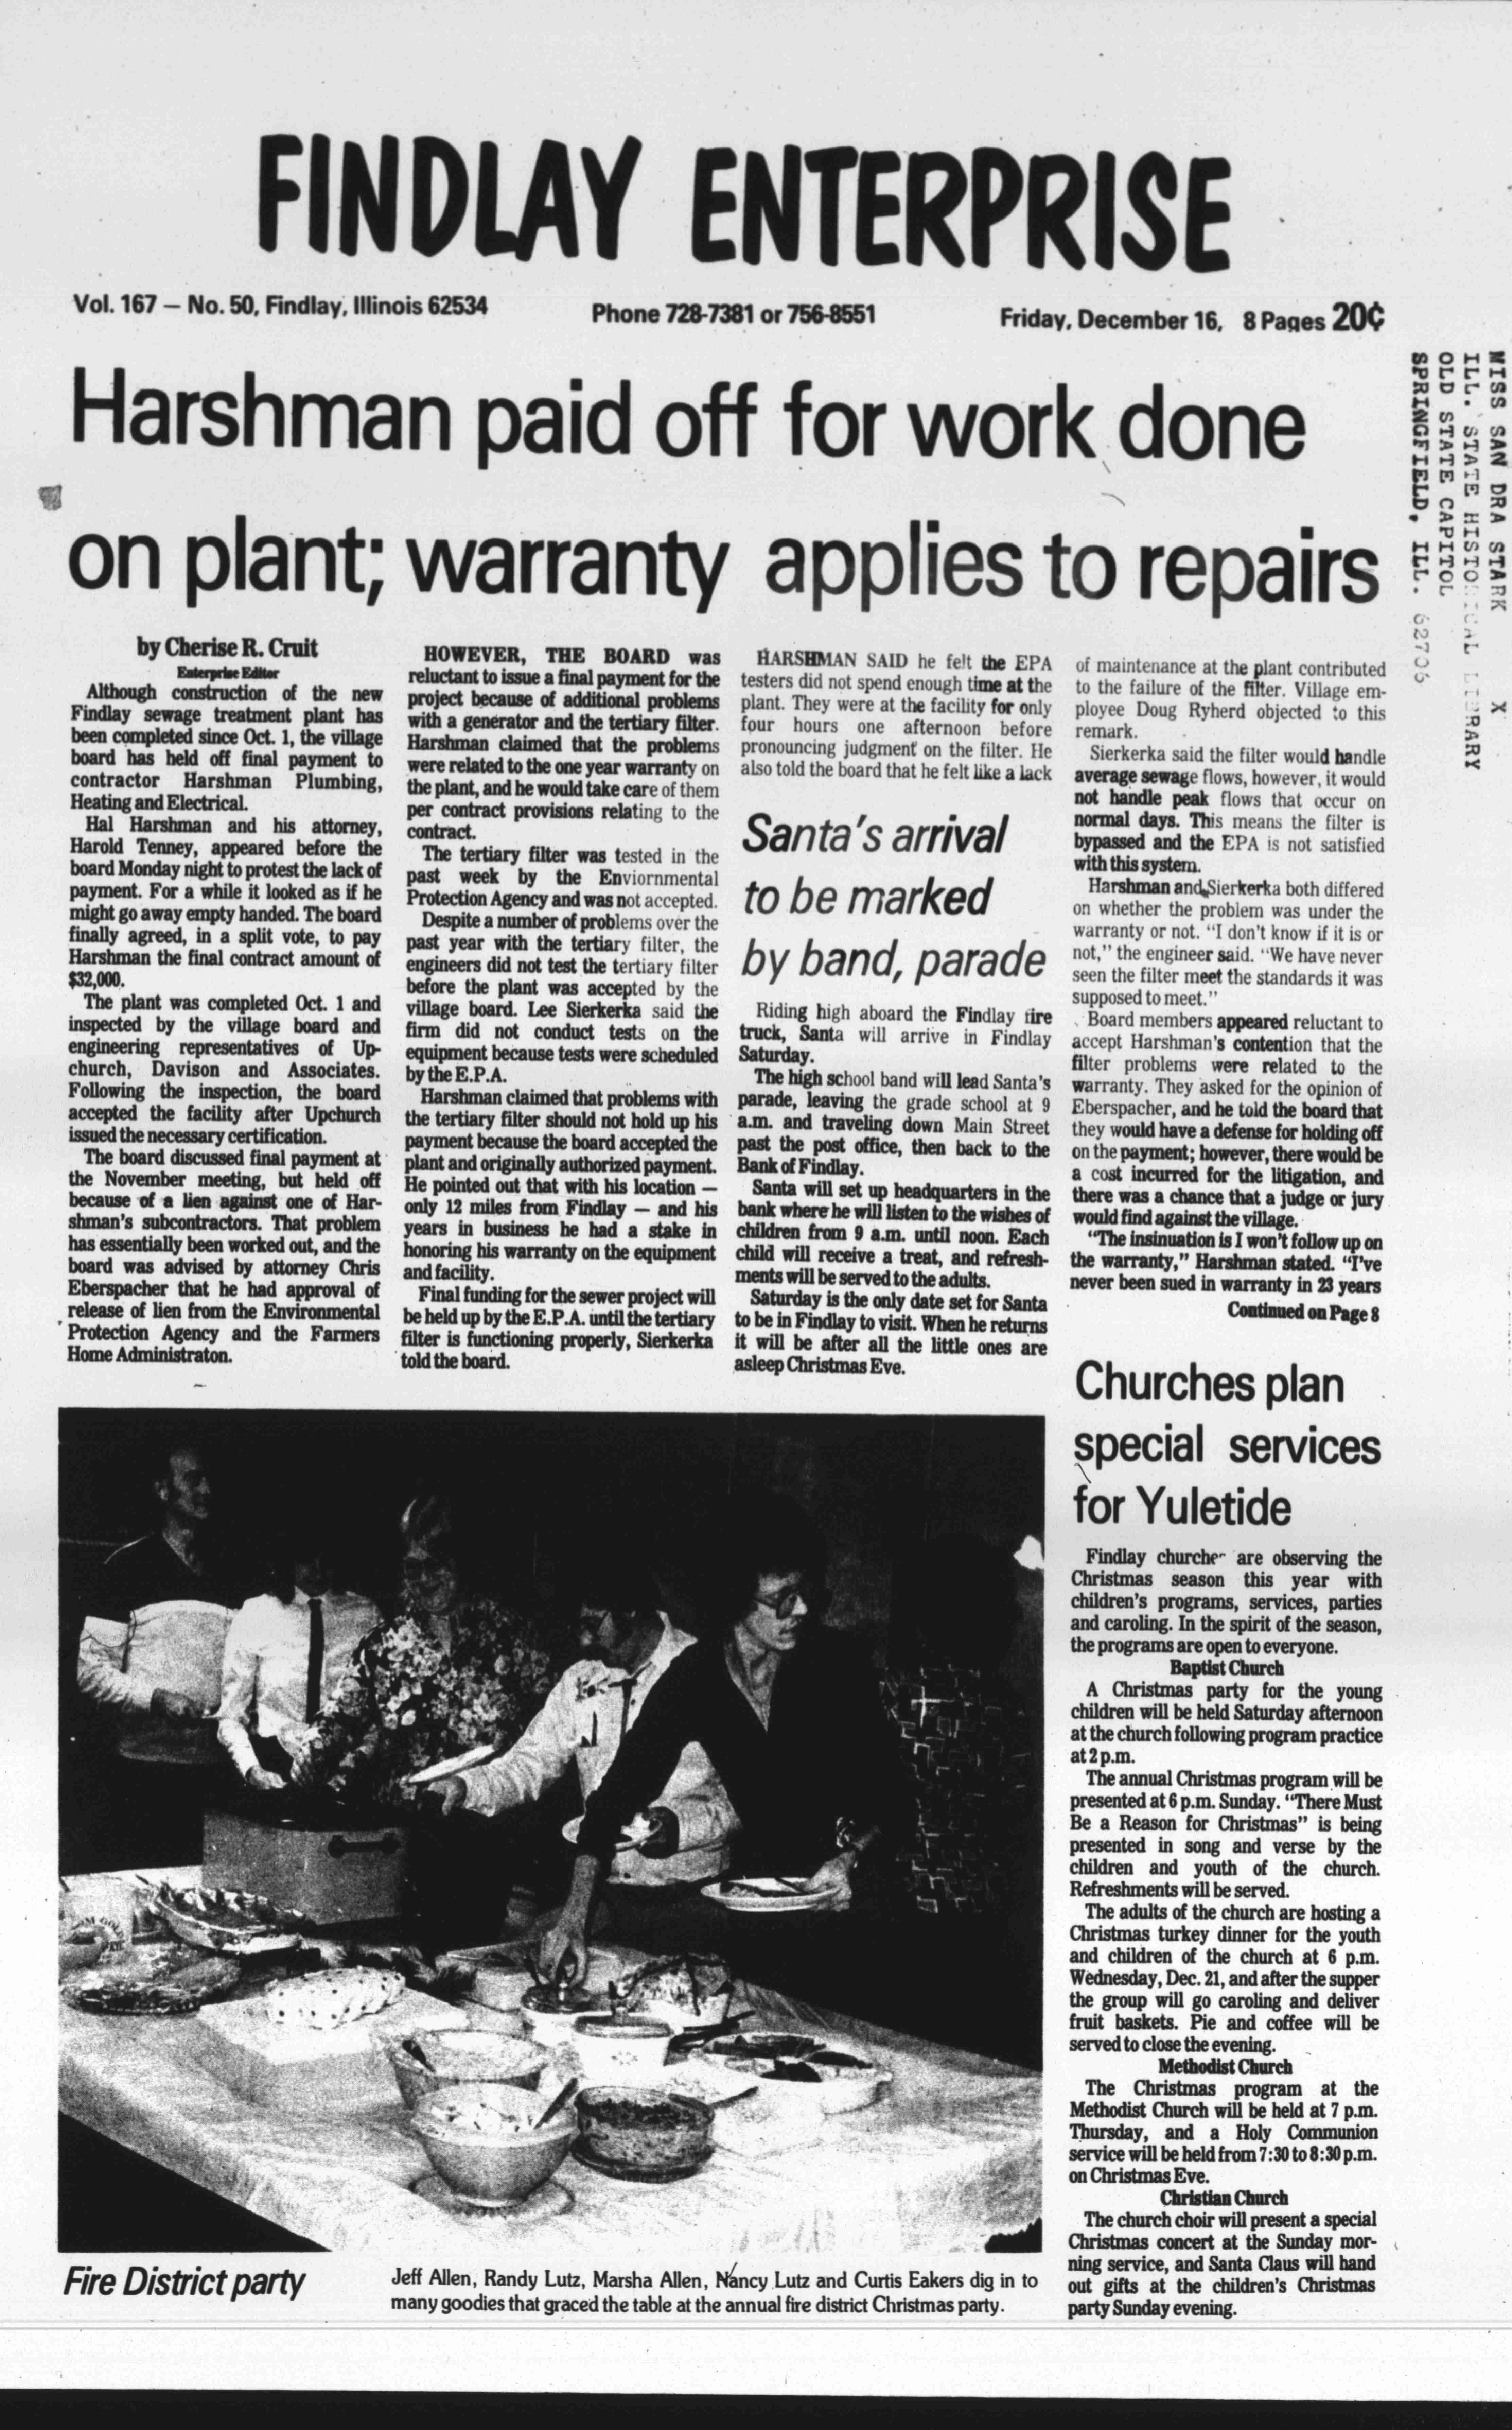 FINDLAY ENTERPRISE
Vol. 167 — No. 50, Findlay, Illinois 62534
Phone 728-7381 or 756-8551
Friday, December 16, 8 Pages 20¢
MISS SAN DRA STARK X
ILL. STATE HISTORICAL LIBRARY
OLD STATE CAPITOL
SPRINGFIELD, ILL. 62706
Harshman paid off for work done
on plant; warranty applies to repairs
by Cherise R. Cruit
Enterprise Editor
Although construction of the new
Findlay sewage treatment plant has
been completed since Oct. 1, the village
board has held off final payment to
contractor Harshman Plumbing,
Heating and Electrical.
Hal Harshman and his attorney,
Harold Tenney, appeared before the
board Monday night to protest the lack of
payment. For a while it looked as if he
might go away empty handed. The board
finally agreed, in a split vote, to pay
Harshman the final contract amount of
$32,000.
The plant was completed Oct. 1 and
inspected by the village board and
engineering representatives of Up-
church, Davison and Associates.
Following the inspection, the board
accepted the facility after Upchurch
issued the necessary certification.
The board discussed final payment at
the November meeting, but held off
because of a lien against one of Har-
shman's subcontractors. That problem
has essentially been worked out, and the
board was advised by attorney Chris
Eberspacher that he had approval of
release of lien from the Environmental
Protection Agency and the Farmers
Home Administraton.
HOWEVER, THE BOARD was
reluctant to issue a final payment for the
project because of additional problems
with a generator and the tertiary filter.
Harshman claimed that the problems
were related to the one year warranty on
the plant, and he would take care of them
per contract provisions relating to the
contract.
The tertiary filter was tested in the
past week by the Enviornmental
Protection Agency and was not accepted.
Despite a number of problems over the
past year with the tertiary filter, the
engineers did not test the tertiary filter
before the plant was accepted by the
village board. Lee Sierkerka said the
firm did not conduct tests on the
equipment because tests were scheduled
by the E.P.A.
Harshman claimed that problems with
the tertiary filter should not hold up his
payment because the board accepted the
plant and originally authorized payment.
He pointed out that with his location —
only 12 miles from Findlay — and his
years in business he had a stake in
honoring his warranty on the equipment
and facility.
Final funding for the sewer project will
be held up by the E.P.A. until the tertiary
filter is functioning properly, Sierkerka
told the board.
HARSHMAN SAID he felt the EPA
testers did not spend enough time at the
plant. They were at the facility for only
four hours one afternoon before
pronouncing judgment on the filter. He
also told the board that he felt like a lack
of maintenance at the plant contributed
to the failure of the filter. Village em-
ployee Doug Ryherd objected to this
remark.
Sierkerka said the filter would handle
average sewage flows, however, it would
not handle peak flows that occur on
normal days. This means the filter is
bypassed and the EPA is not satisfied
with this system.
Harshman and Sierkerka both differed
on whether the problem was under the
warranty or not. "I don't know if it is or
not," the engineer said. "We have never
seen the filter meet the standards it was
supposed to meet."
Board members appeared reluctant to
accept Harshman's contention that the
filter problems were related to the
warranty. They asked for the opinion of
Eberspacher, and he told the board that
they would have a defense for holding off
on the payment; however, there would be
a cost incurred for the litigation, and
there was a chance that a judge or jury
would find against the village.
"The insinuation is I won't follow up on
the warranty," Harshman stated. "I've
never been sued in warranty in 23 years
Continued on Page 8
Santa's arrival
to be marked
by band, parade
Riding high aboard the Findlay fire
truck, Santa will arrive in Findlay
Saturday.
The high school band will lead Santa's
parade, leaving the grade school at 9
a.m. and traveling down Main Street
past the post office, then back to the
Bank of Findlay.
Santa will set up headquarters in the
bank where he will listen to the wishes of
children from 9 a.m. until noon. Each
child will receive a treat, and refresh-
ments will be served to the adults.
Saturday is the only date set for Santa
to be in Findlay to visit. When he returns
it will be after all the little ones are
asleep Christmas Eve.
Churches plan
special services
for Yuletide
Findlay churches are observing the
Christmas season this year with
children's programs, services, parties
and caroling. In the spirit of the season,
the programs are open to everyone.
Baptist Church
A Christmas party for the young
children will be held Saturday afternoon
at the church following program practice
at 2 p.m.
The annual Christmas program will be
presented at 6 p.m. Sunday. "There Must
Be a Reason for Christmas" is being
presented in song and verse by the
children and youth of the church.
Refreshments will be served.
The adults of the church are hosting a
Christmas turkey dinner for the youth
and children of the church at 6 p.m.
Wednesday, Dec. 21, and after the supper
the group will go caroling and deliver
fruit baskets. Pie and coffee will be
served to close the evening.
Methodist Church
The Christmas program at the
Methodist Church will be held at 7 p.m.
Thursday, and a Holy Communion
service will be held from 7:30 to 8:30 p.m.
on Christmas Eve.
Christian Church
The church choir will present a special
Christmas concert at the Sunday mor-
ning service, and Santa Claus will hand
out gifts at the children's Christmas
party Sunday evening.
Fire District party
Jeff Allen, Randy Lutz, Marsha Allen, Nancy Lutz and Curtis Eakers dig in to
many goodies that graced the table at the annual fire district Christmas party.